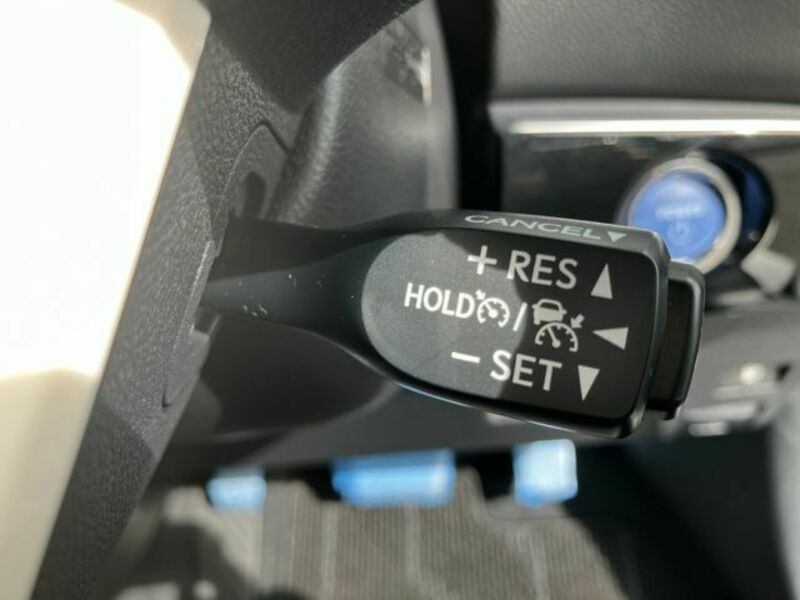 CANCEL▼
+ RES ▲
HOLD / ◀
− SET ▼